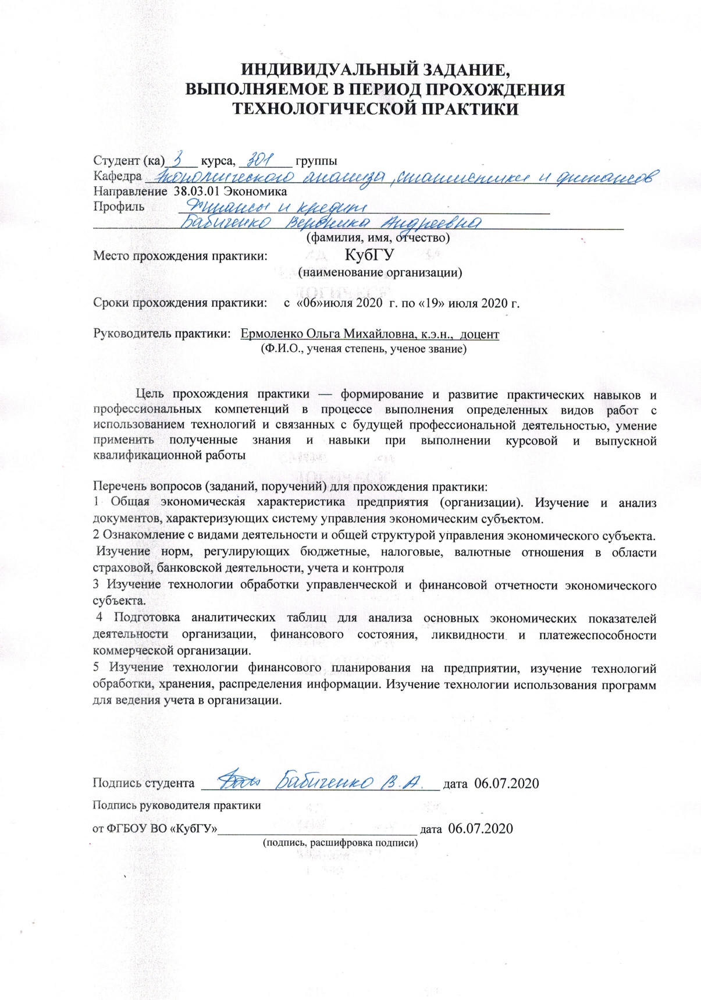 ИНДИВИДУАЛЬНЫЙ ЗАДАНИЕ,
ВЫПОЛНЯЕМОЕ В ПЕРИОД ПРОХОЖДЕНИЯ
ТЕХНОЛОГИЧЕСКОЙ ПРАКТИКИ
Студент (ка) 3 курса, 301 группы
Кафедра Экономического анализа, статистики и финансов
Направление 38.03.01 Экономика
Профиль Финансы и кредит
Бабиченко Вероника Андреевна
(фамилия, имя, отчество)
Место прохождения практики: КубГУ
(наименование организации)
Сроки прохождения практики: с «06»июля 2020 г. по «19» июля 2020 г.
Руководитель практики: Ермоленко Ольга Михайловна, к.э.н., доцент
(Ф.И.О., ученая степень, ученое звание)
Цель прохождения практики — формирование и развитие практических навыков и
профессиональных компетенций в процессе выполнения определенных видов работ с
использованием технологий и связанных с будущей профессиональной деятельностью, умение
применить полученные знания и навыки при выполнении курсовой и выпускной
квалификационной работы
Перечень вопросов (заданий, поручений) для прохождения практики:
1 Общая экономическая характеристика предприятия (организации). Изучение и анализ
документов, характеризующих систему управления экономическим субъектом.
2 Ознакомление с видами деятельности и общей структурой управления экономического субъекта.
Изучение норм, регулирующих бюджетные, налоговые, валютные отношения в области
страховой, банковской деятельности, учета и контроля
3 Изучение технологии обработки управленческой и финансовой отчетности экономического
субъекта.
4 Подготовка аналитических таблиц для анализа основных экономических показателей
деятельности организации, финансового состояния, ликвидности и платежеспособности
коммерческой организации.
5 Изучение технологии финансового планирования на предприятии, изучение технологий
обработки, хранения, распределения информации. Изучение технологии использования программ
для ведения учета в организации.
Подпись студента Бабиченко В.А. дата 06.07.2020
Подпись руководителя практики
от ФГБОУ ВО «КубГУ» дата 06.07.2020
(подпись, расшифровка подписи)